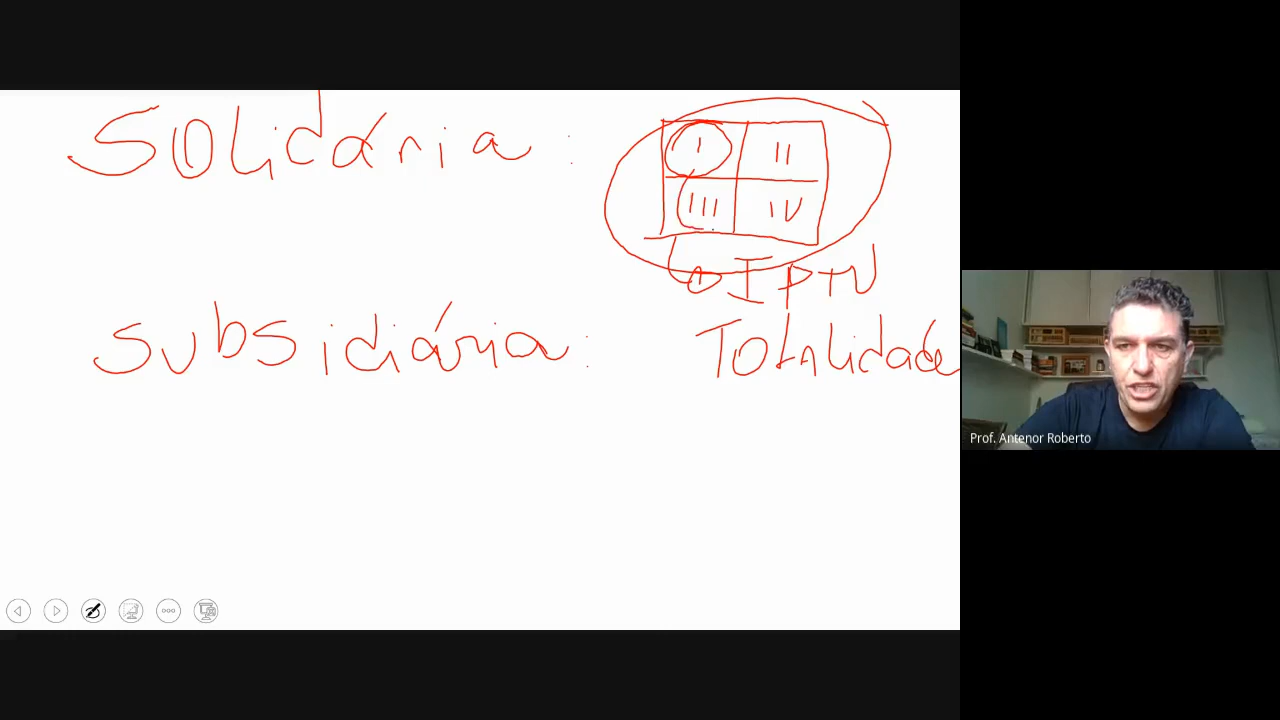 Solidária:
I II
III IV
IPTU
Subsidiária: Totalidade
Prof. Antenor Roberto